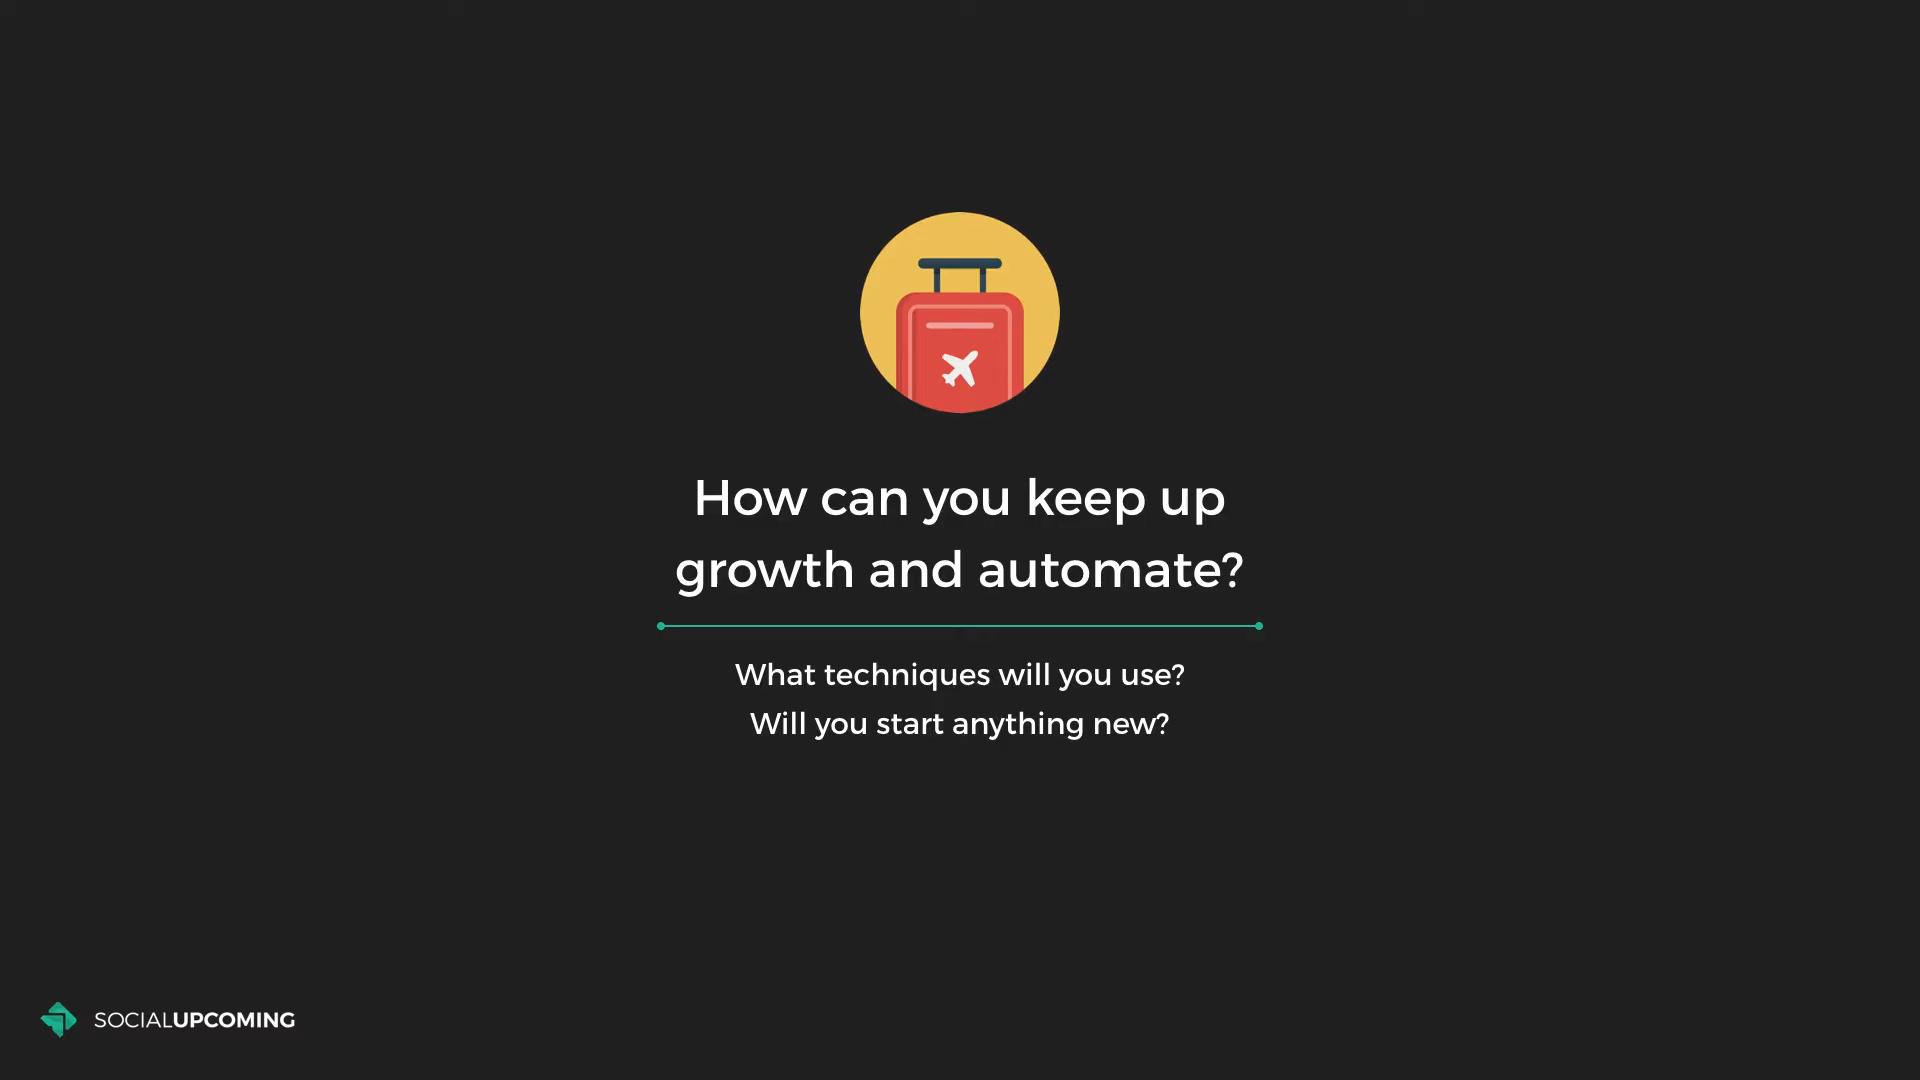 How can you keep up
growth and automate?
What techniques will you use?
Will you start anything new?
SOCIALUPCOMING